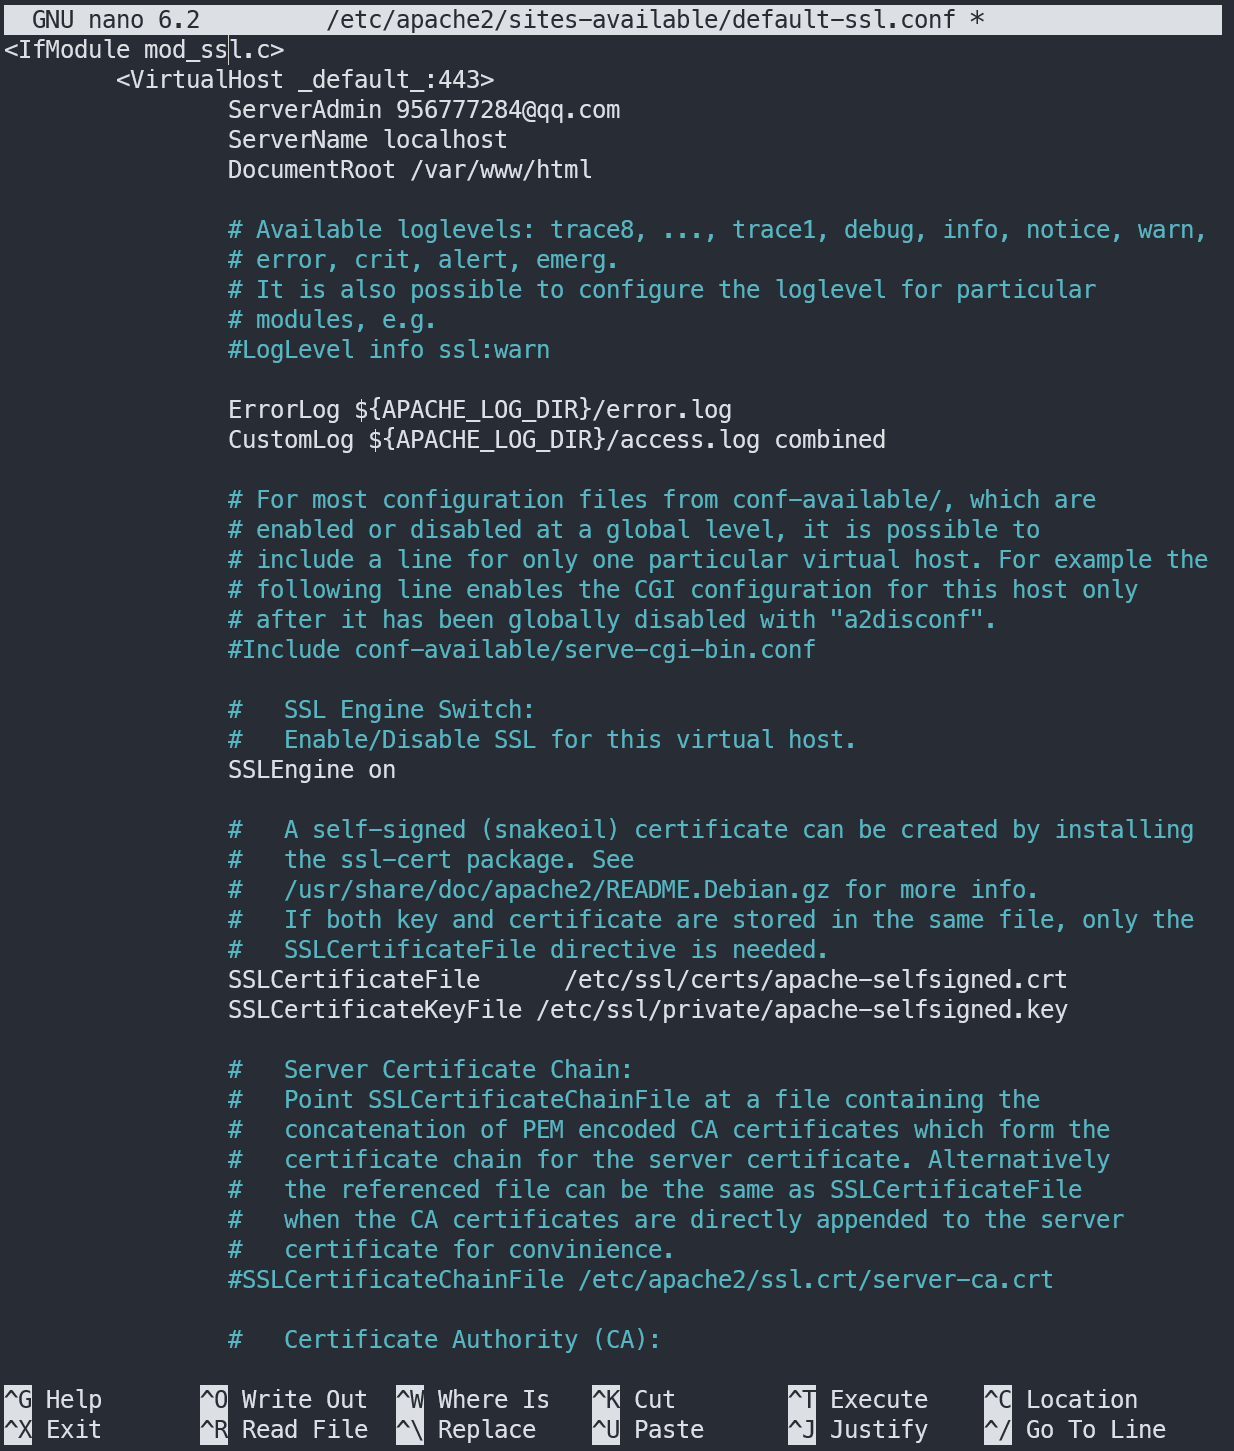 GNU nano 6.2 /etc/apache2/sites-available/default-ssl.conf *
<IfModule mod_ssl.c>
<VirtualHost _default_:443>
ServerAdmin 956777284@qq.com
ServerName localhost
DocumentRoot /var/www/html
# Available loglevels: trace8, ..., trace1, debug, info, notice, warn,
# error, crit, alert, emerg.
# It is also possible to configure the loglevel for particular
# modules, e.g.
#LogLevel info ssl:warn
ErrorLog ${APACHE_LOG_DIR}/error.log
CustomLog ${APACHE_LOG_DIR}/access.log combined
# For most configuration files from conf-available/, which are
# enabled or disabled at a global level, it is possible to
# include a line for only one particular virtual host. For example the
# following line enables the CGI configuration for this host only
# after it has been globally disabled with "a2disconf".
#Include conf-available/serve-cgi-bin.conf
#   SSL Engine Switch:
#   Enable/Disable SSL for this virtual host.
SSLEngine on
#   A self-signed (snakeoil) certificate can be created by installing
#   the ssl-cert package. See
#   /usr/share/doc/apache2/README.Debian.gz for more info.
#   If both key and certificate are stored in the same file, only the
#   SSLCertificateFile directive is needed.
SSLCertificateFile      /etc/ssl/certs/apache-selfsigned.crt
SSLCertificateKeyFile /etc/ssl/private/apache-selfsigned.key
#   Server Certificate Chain:
#   Point SSLCertificateChainFile at a file containing the
#   concatenation of PEM encoded CA certificates which form the
#   certificate chain for the server certificate. Alternatively
#   the referenced file can be the same as SSLCertificateFile
#   when the CA certificates are directly appended to the server
#   certificate for convinience.
#SSLCertificateChainFile /etc/apache2/ssl.crt/server-ca.crt
#   Certificate Authority (CA):
^G Help ^O Write Out ^W Where Is ^K Cut ^T Execute ^C Location
^X Exit ^R Read File ^\ Replace ^U Paste ^J Justify ^/ Go To Line